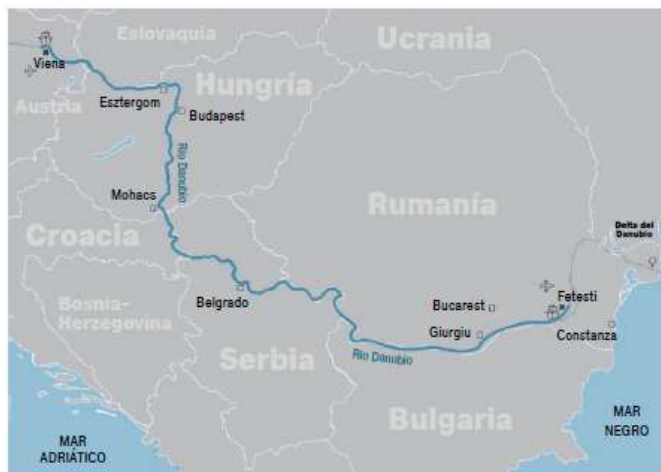 Eslovaquia
Ucrania
Viena
Hungría
Esztergom
Austria
Budapest
Río Danubio
Mohacs
Rumanía
Croacia
Delta del
Danubio
Belgrado
Bosnia-
Herzegovina
Bucarest
Fetesti
Giurgiu
Constanza
Serbia
Río Danubio
Bulgaria
MAR
NEGRO
MAR
ADRIÁTICO